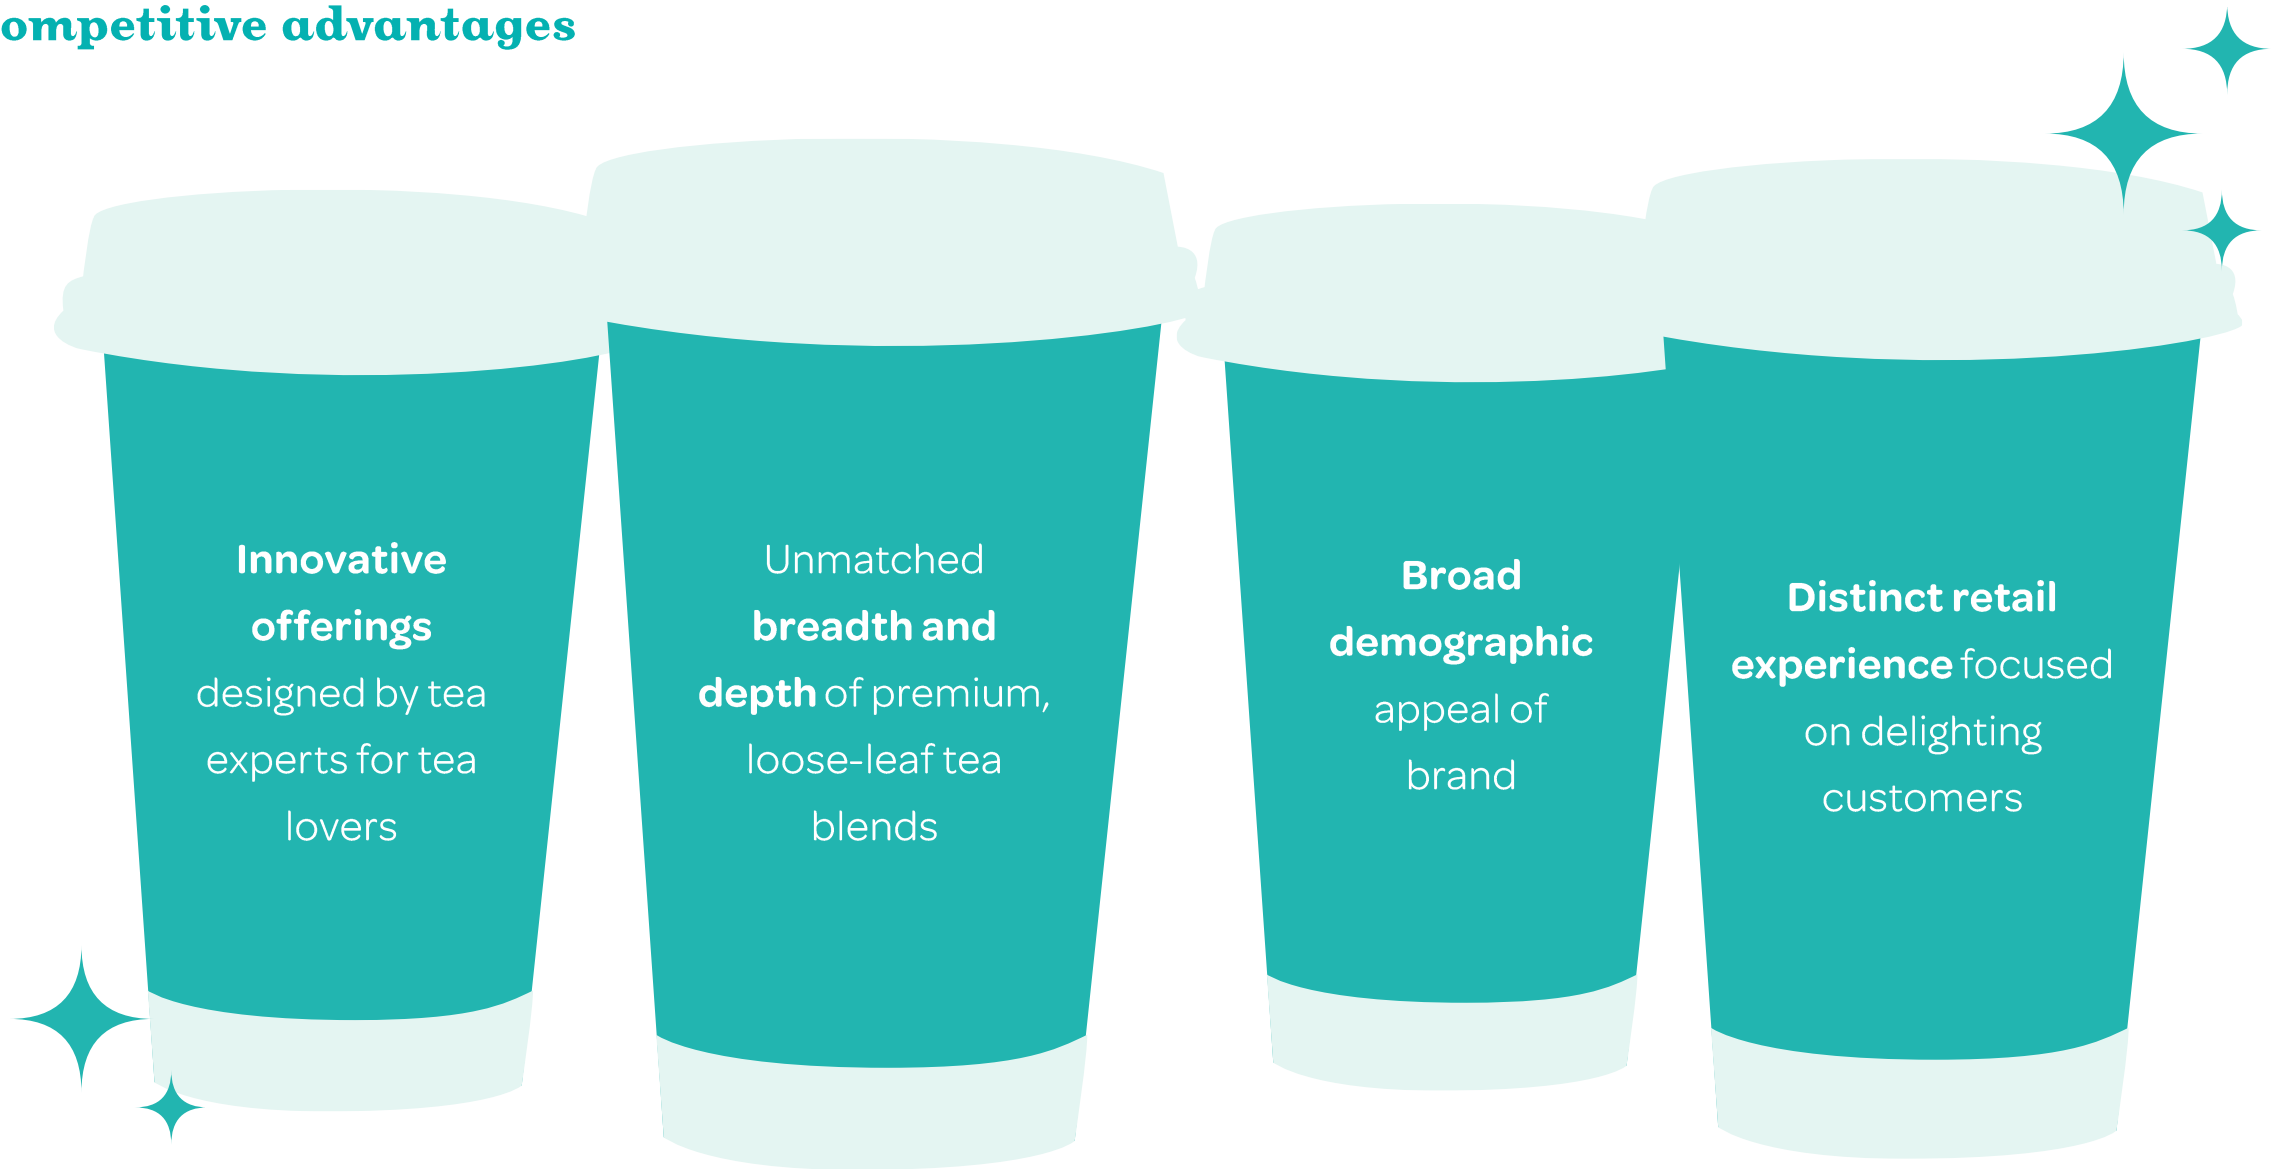 ompetitive advantages
Innovative
offerings
designed by tea
experts for tea
lovers
Unmatched
breadth and
depth of premium,
loose-leaf tea
blends
Broad
demographic
appeal of
brand
Distinct retail
experience focused
on delighting
customers